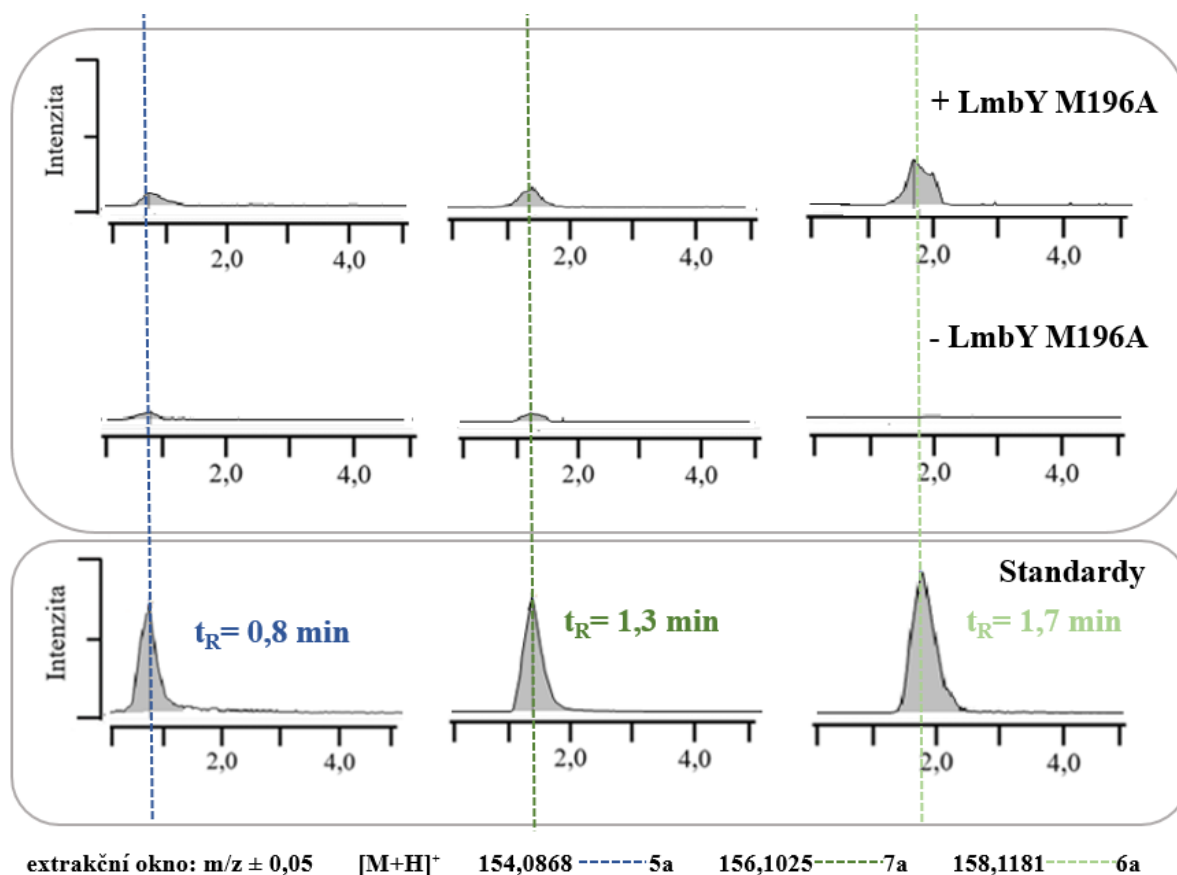 Intenzita
+ LmbY M196A
2,0 4,0 2,0 4,0 2,0 4,0
- LmbY M196A
2,0 4,0 2,0 4,0 2,0 4,0
Intenzita
Standardy
tR= 0,8 min tR= 1,3 min tR= 1,7 min
2,0 4,0 2,0 4,0 2,0 4,0
extrakční okno: m/z ± 0,05 [M+H]+ 154,0868 5a 156,1025 7a 158,1181 6a